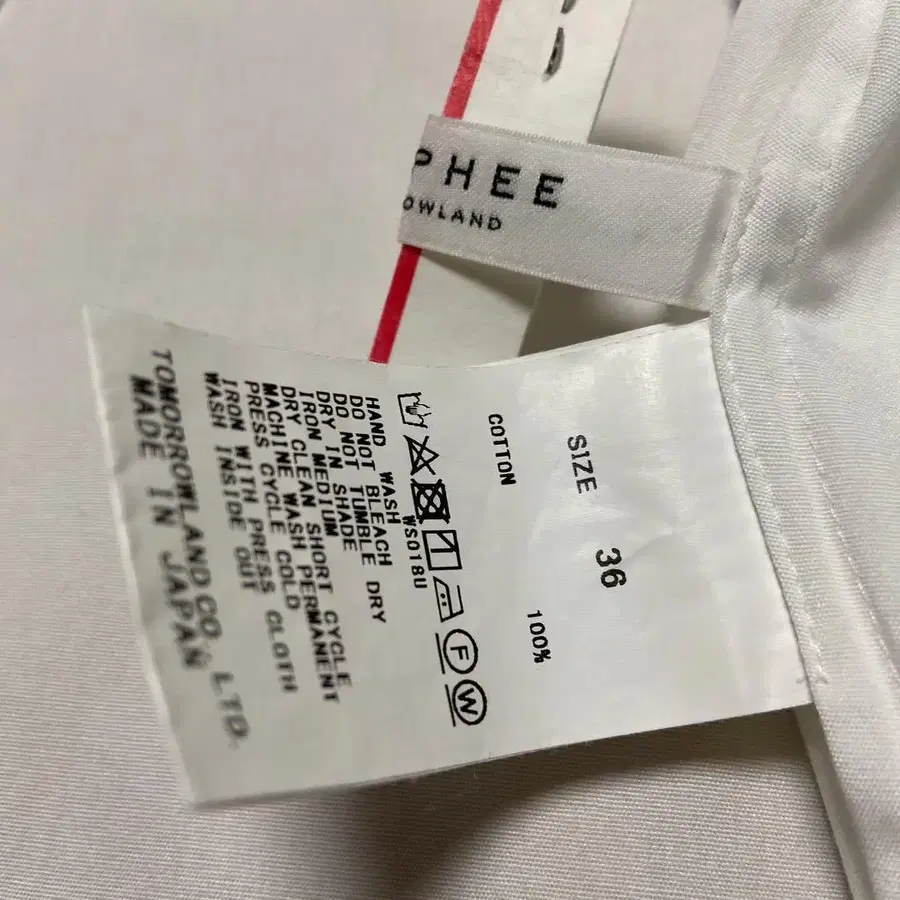 PHEE
OWLAND
SIZE 36
COTTON 100%
WS018U
HAND WASH
DO NOT BLEACH
DO NOT TUMBLE DRY
DRY IN SHADE
IRON MEDIUM
DRY CLEAN SHORT CYCLE
MACHINE WASH PERMANENT
PRESS CYCLE COLD
IRON WITH PRESS CLOTH
WASH INSIDE OUT
TOMORROWLAND CO., LTD.
MADE IN JAPAN
F
W